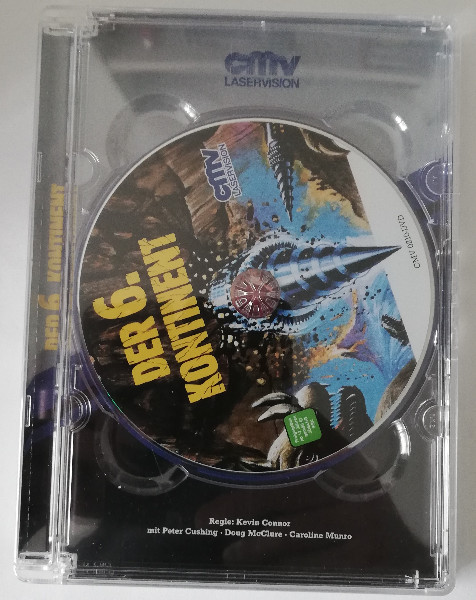 cmv
LASERVISION
DER 6. KONTINENT
cmv
LASERVISION
DER 6.
KONTINENT
Regie: Kevin Connor
mit Peter Cushing · Doug McClure · Caroline Munro